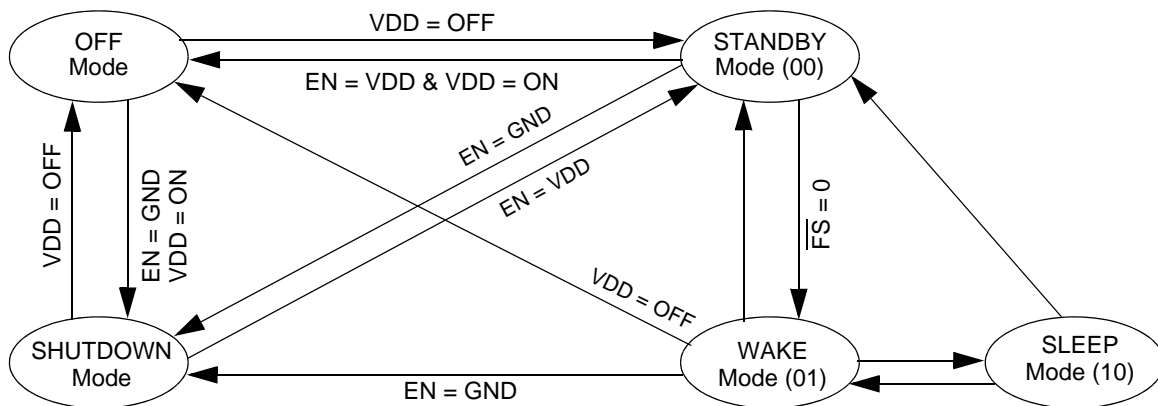 VDD = OFF
OFF
Mode
STANDBY
Mode (00)
EN = VDD & VDD = ON
EN = GND
EN = VDD
VDD = OFF
EN = GND
VDD = ON
F̅S̅ = 0
VDD = OFF
SHUTDOWN
Mode
WAKE
Mode (01)
SLEEP
Mode (10)
EN = GND